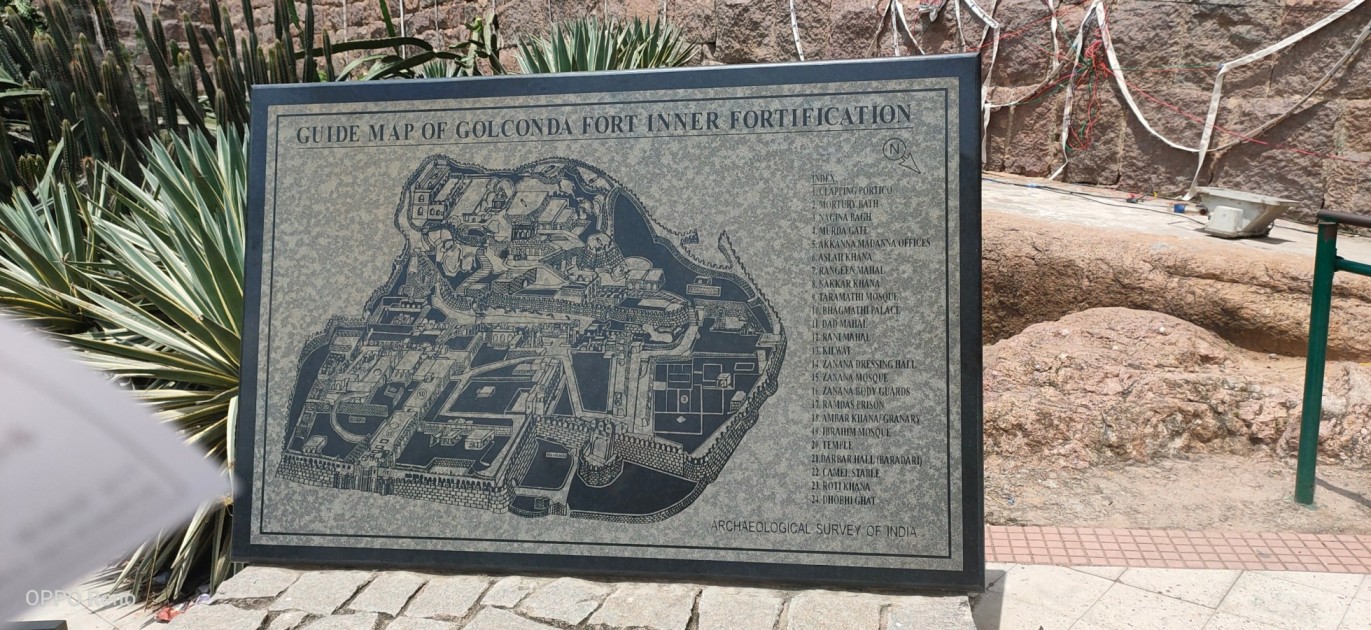 GUIDE MAP OF GOLCONDA FORT INNER FORTIFICATION
N
INDEX
1. CLAPPING PORTICO
2. MORTURY BATH
3. NAGINA BAGH
4. MURDA GATE
5. AKKANNA MADANNA OFFICES
6. ASLAH KHANA
7. RANGEEN MAHAL
8. KAKKAR KHANA
9. TARAMATHI MOSQUE
10. BHAGMATHI PALACE
11. DAD MAHAL
12. RANI MAHAL
13. KILWAT
14. ZANANA DRESSING HALL
15. ZANANA MOSQUE
16. ZANANA BODY GUARDS
17. RAMDAS PRISON
18. AMBAR KHANA/GRANARY
19. IBRAHIM MOSQUE
20. TEMPLE
21. DARBAR HALL (BARADARI)
22. CAMEL STABLE
23. ROTI KHANA
24. DHOBHI GHAT
ARCHAEOLOGICAL SURVEY OF INDIA
OPPO Reno